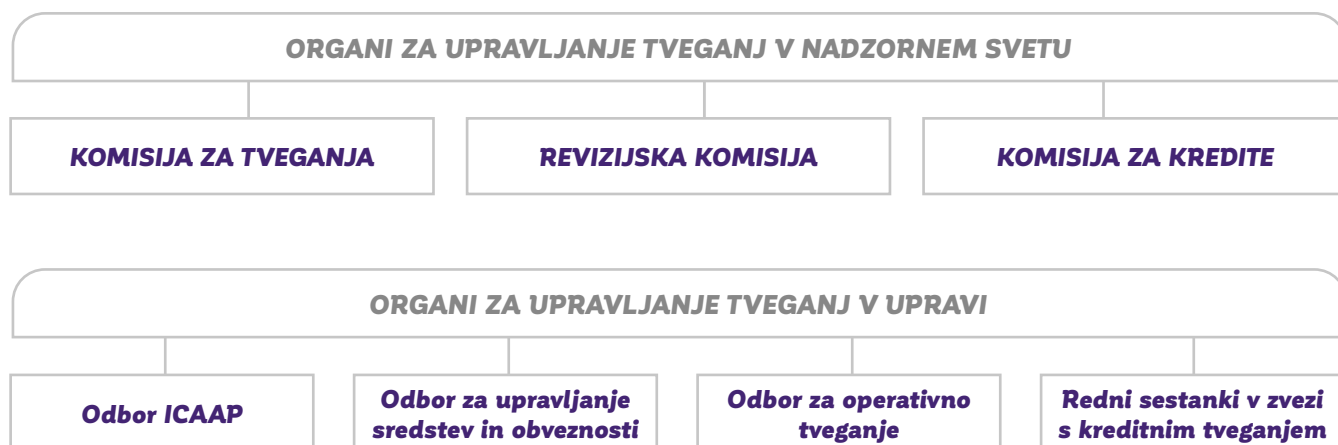 ORGANI ZA UPRAVLJANJE TVEGANJ V NADZORNEM SVETU
KOMISIJA ZA TVEGANJA
REVIZIJSKA KOMISIJA
KOMISIJA ZA KREDITE
ORGANI ZA UPRAVLJANJE TVEGANJ V UPRAVI
Odbor ICAAP
Odbor za upravljanje
sredstev in obveznosti
Odbor za operativno
tveganje
Redni sestanki v zvezi
s kreditnim tveganjem